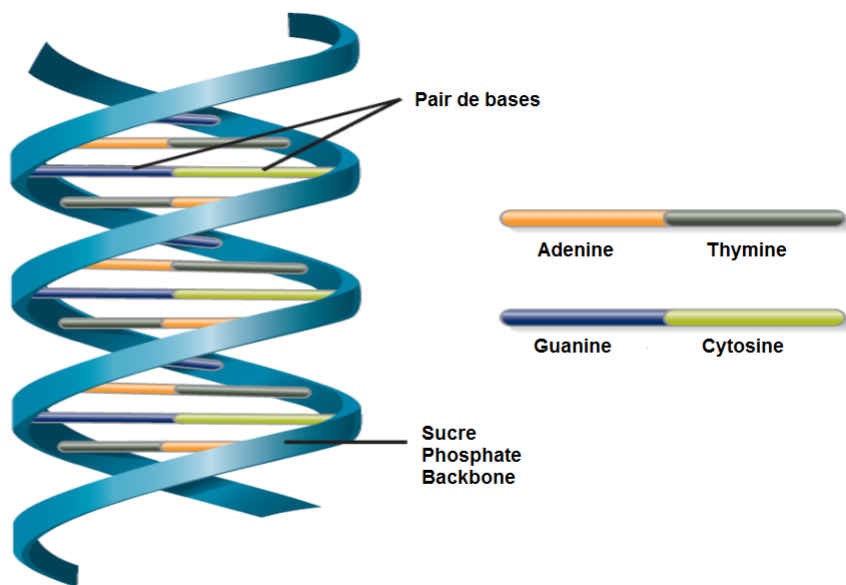 Pair de bases
Adenine Thymine
Guanine Cytosine
Sucre
Phosphate
Backbone